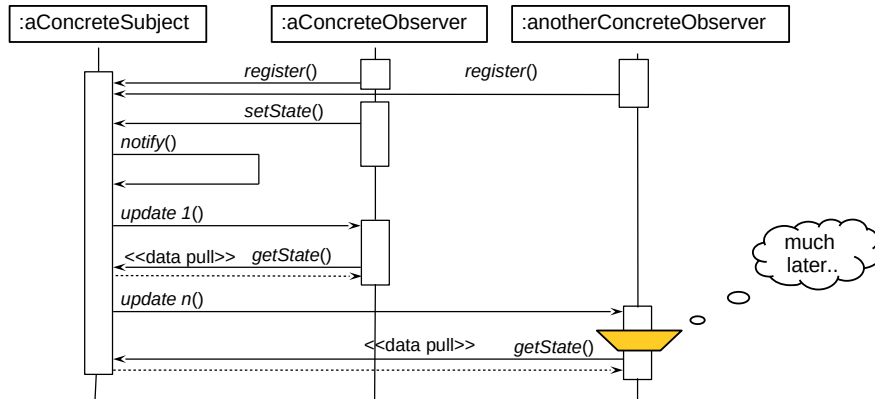 :aConcreteSubject
:aConcreteObserver
:anotherConcreteObserver
register()
register()
setState()
notify()
update 1()
<<data pull>> getState()
update n()
<<data pull>> getState()
much
later..